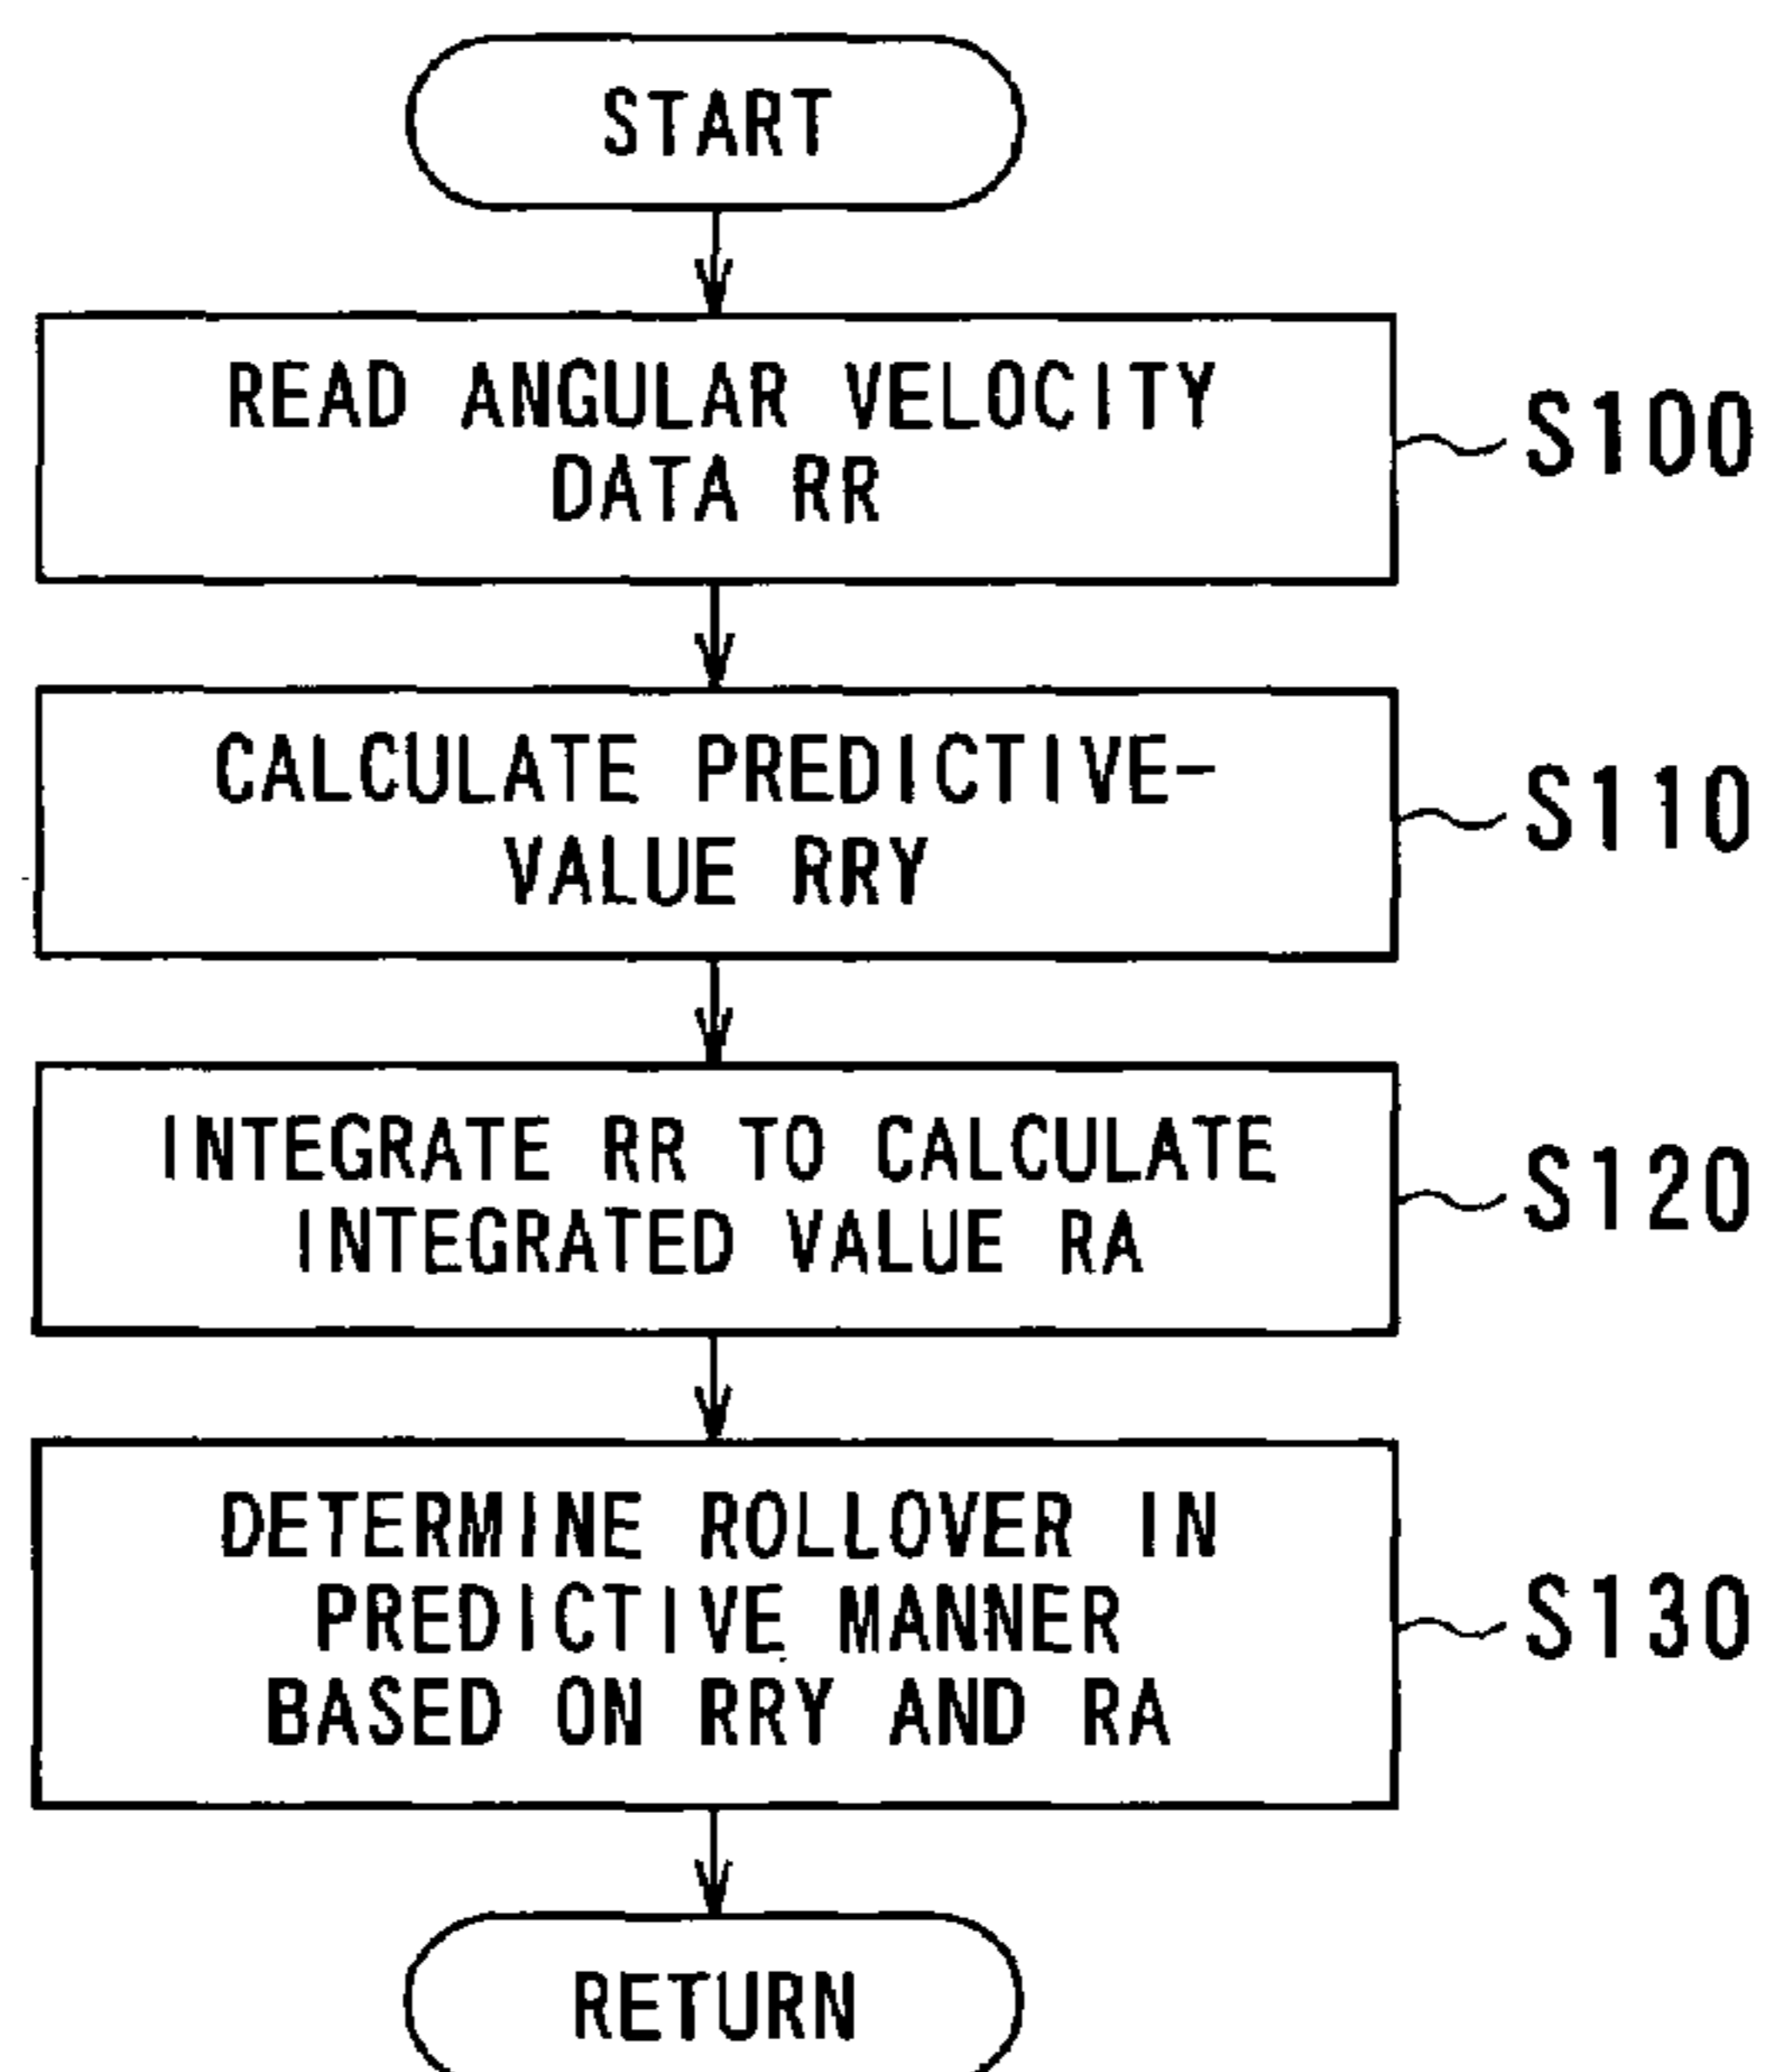 START
READ ANGULAR VELOCITY
DATA RR
S100
CALCULATE PREDICTIVE-
VALUE RRY
S110
INTEGRATE RR TO CALCULATE
INTEGRATED VALUE RA
S120
DETERMINE ROLLOVER IN
PREDICTIVE MANNER
BASED ON RRY AND RA
S130
RETURN